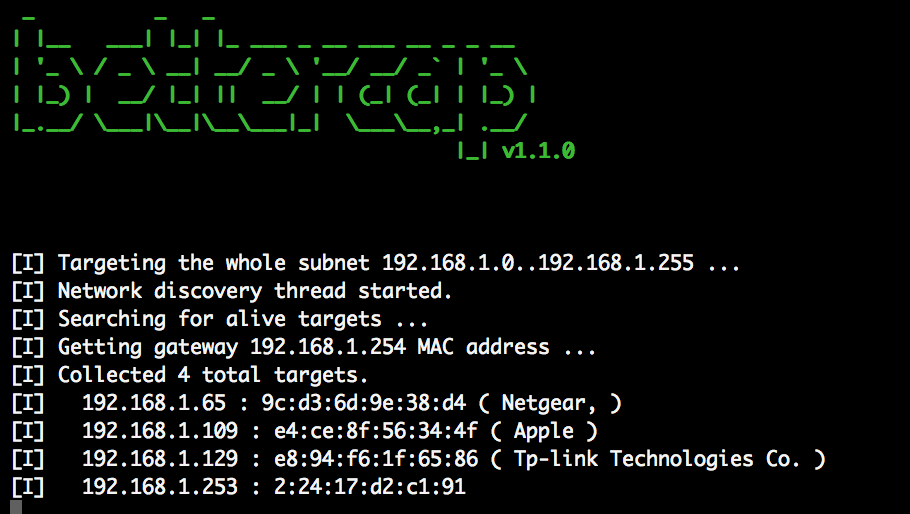 bettercap
v1.1.0
[I] Targeting the whole subnet 192.168.1.0..192.168.1.255 ...
[I] Network discovery thread started.
[I] Searching for alive targets ...
[I] Getting gateway 192.168.1.254 MAC address ...
[I] Collected 4 total targets.
[I] 192.168.1.65 : 9c:d3:6d:9e:38:d4 ( Netgear, )
[I] 192.168.1.109 : e4:ce:8f:56:34:4f ( Apple )
[I] 192.168.1.129 : e8:94:f6:1f:65:86 ( Tp-link Technologies Co. )
[I] 192.168.1.253 : 2:24:17:d2:c1:91